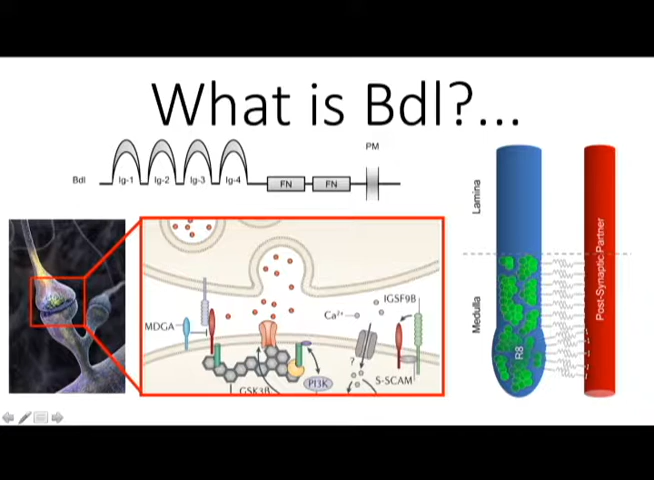 What is Bdl?...
PM
Bdl
Ig-1 Ig-2 Ig-3 Ig-4 FN FN
Lamina
Medulla
R8
Post-Synaptic Partner
MDGA
Ca²⁺
IGSF9B
?
GSK3B
PI3K
S-SCAM